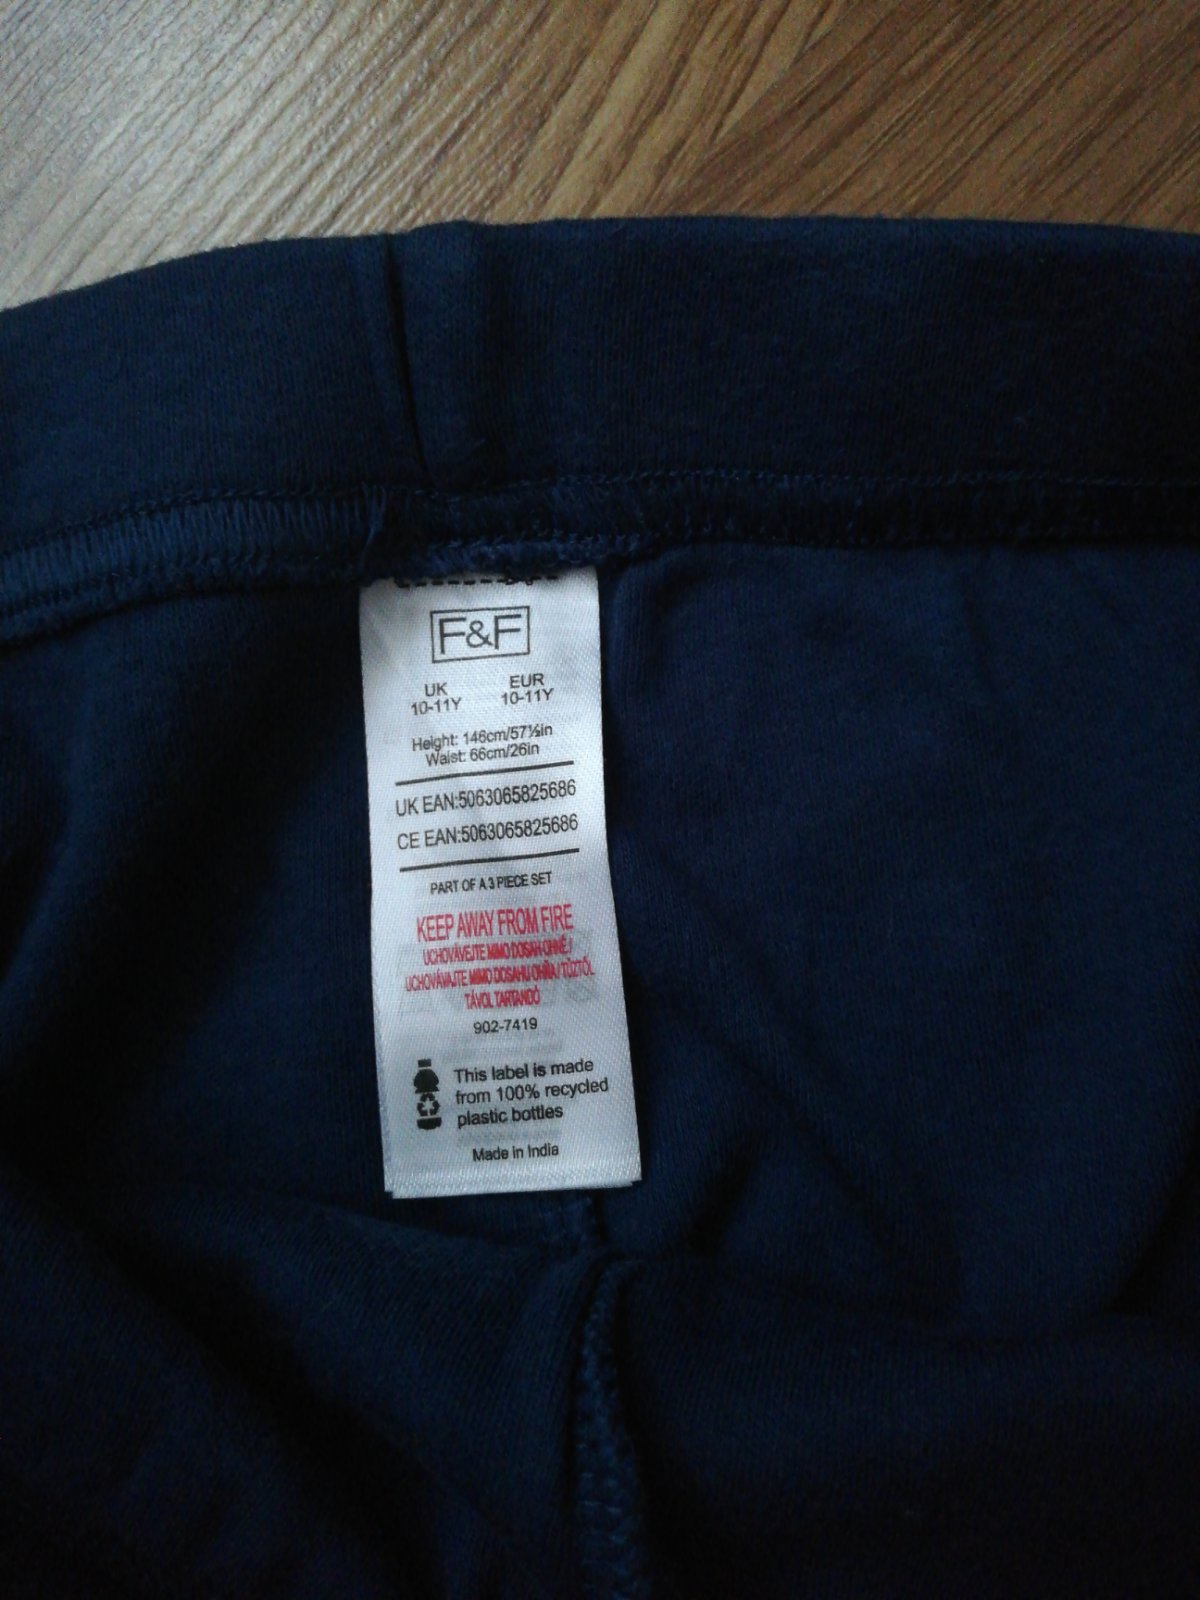 F&F
UK EUR
10-11Y 10-11Y
Height: 146cm/57½in
Waist: 66cm/26in
UK EAN:5063065825686
CE EAN:5063065825686
PART OF A 3 PIECE SET
KEEP AWAY FROM FIRE
UCHOVÁVEJTE MIMO DOSAH OHNĚ /
UCHOVÁVAJTE MIMO DOSAHU OHŇA / TŰZTŐL
TÁVOL TARTANDÓ
902-7419
This label is made
from 100% recycled
plastic bottles
Made in India